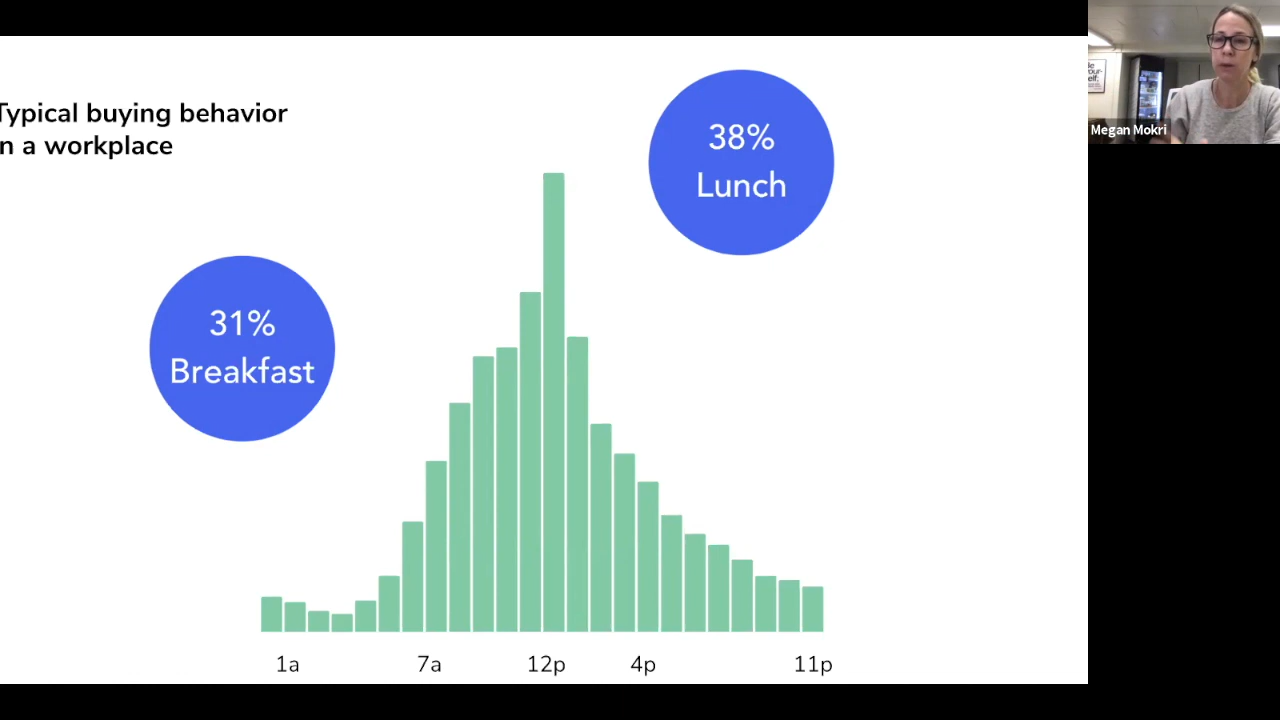 Typical buying behavior
n a workplace
38%
Lunch
31%
Breakfast
1a
7a
12p
4p
11p
Megan Mokri